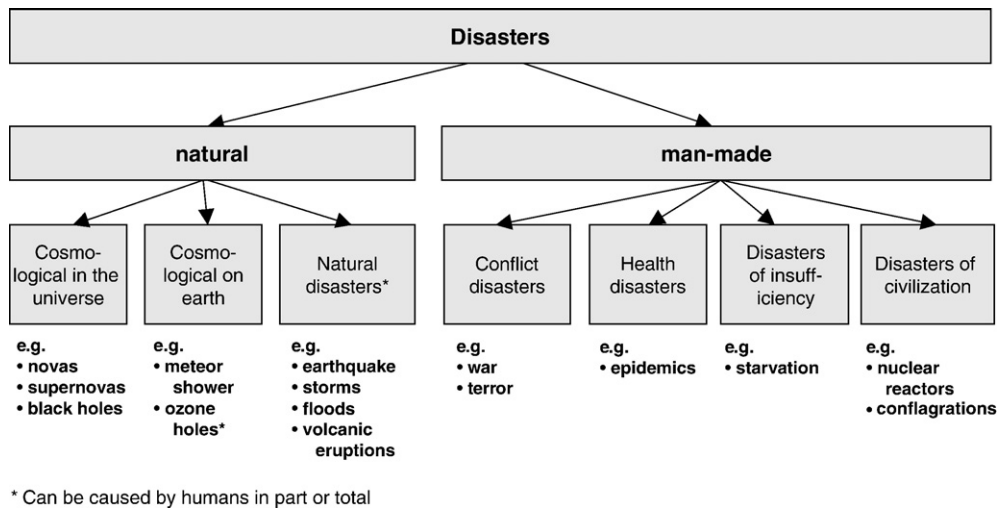 Disasters
natural
man-made
Cosmo-
logical in the
universe
Cosmo-
logical on
earth
Natural
disasters*
Conflict
disasters
Health
disasters
Disasters
of insuff-
iciency
Disasters of
civilization
e.g.
• novas
• supernovas
• black holes
e.g.
• meteor
shower
• ozone
holes*
e.g.
• earthquake
• storms
• floods
• volcanic
eruptions
e.g.
• war
• terror
e.g.
• epidemics
e.g.
• starvation
e.g.
• nuclear
reactors
• conflagrations
* Can be caused by humans in part or total